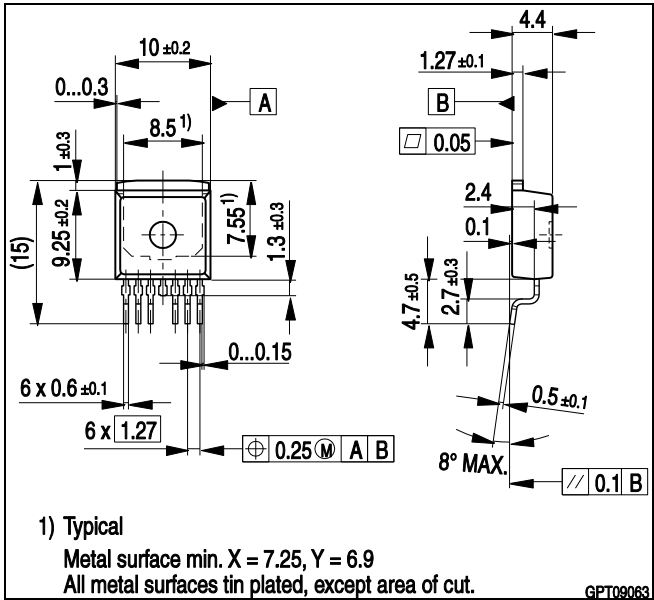 4.4
10 ±0.2
1.27 ±0.1
0...0.3
A
B
8.5 1)
0.05
1 ±0.3
2.4
7.55 1)
1.3 ±0.3
9.25 ±0.2
(15)
0.1
4.7 ±0.5
2.7 ±0.3
0...0.15
6 x 0.6 ±0.1
0.5 ±0.1
6 x 1.27
0.25 Ⓜ A B
8° MAX.
// 0.1 B
1) Typical
Metal surface min. X = 7.25, Y = 6.9
All metal surfaces tin plated, except area of cut.
GPT09063